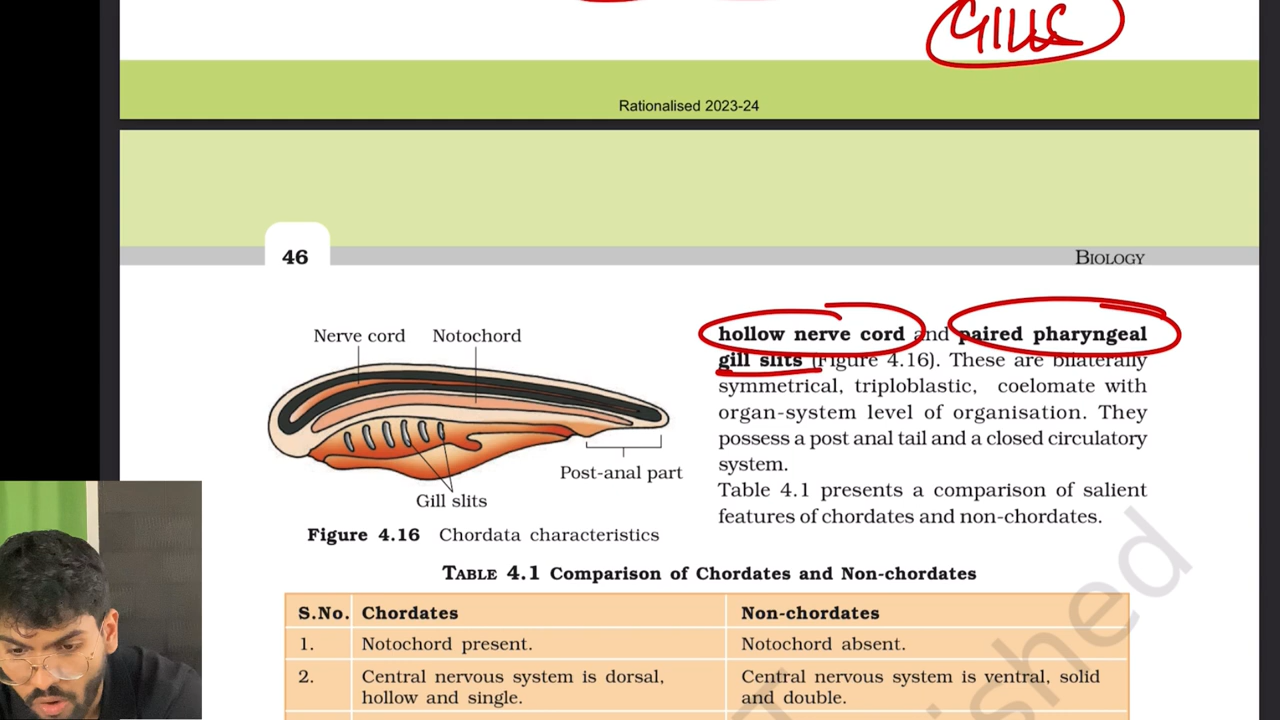 GILLS
Rationalised 2023-24
46
BIOLOGY
Nerve cord Notochord
Gill slits
Post-anal part
Figure 4.16 Chordata characteristics
hollow nerve cord and paired pharyngeal
gill slits (Figure 4.16). These are bilaterally
symmetrical, triploblastic, coelomate with
organ-system level of organisation. They
possess a post anal tail and a closed circulatory
system.
Table 4.1 presents a comparison of salient
features of chordates and non-chordates.
TABLE 4.1 Comparison of Chordates and Non-chordates
S.No. Chordates Non-chordates
1. Notochord present. Notochord absent.
2. Central nervous system is dorsal, Central nervous system is ventral, solid
hollow and single. and double.